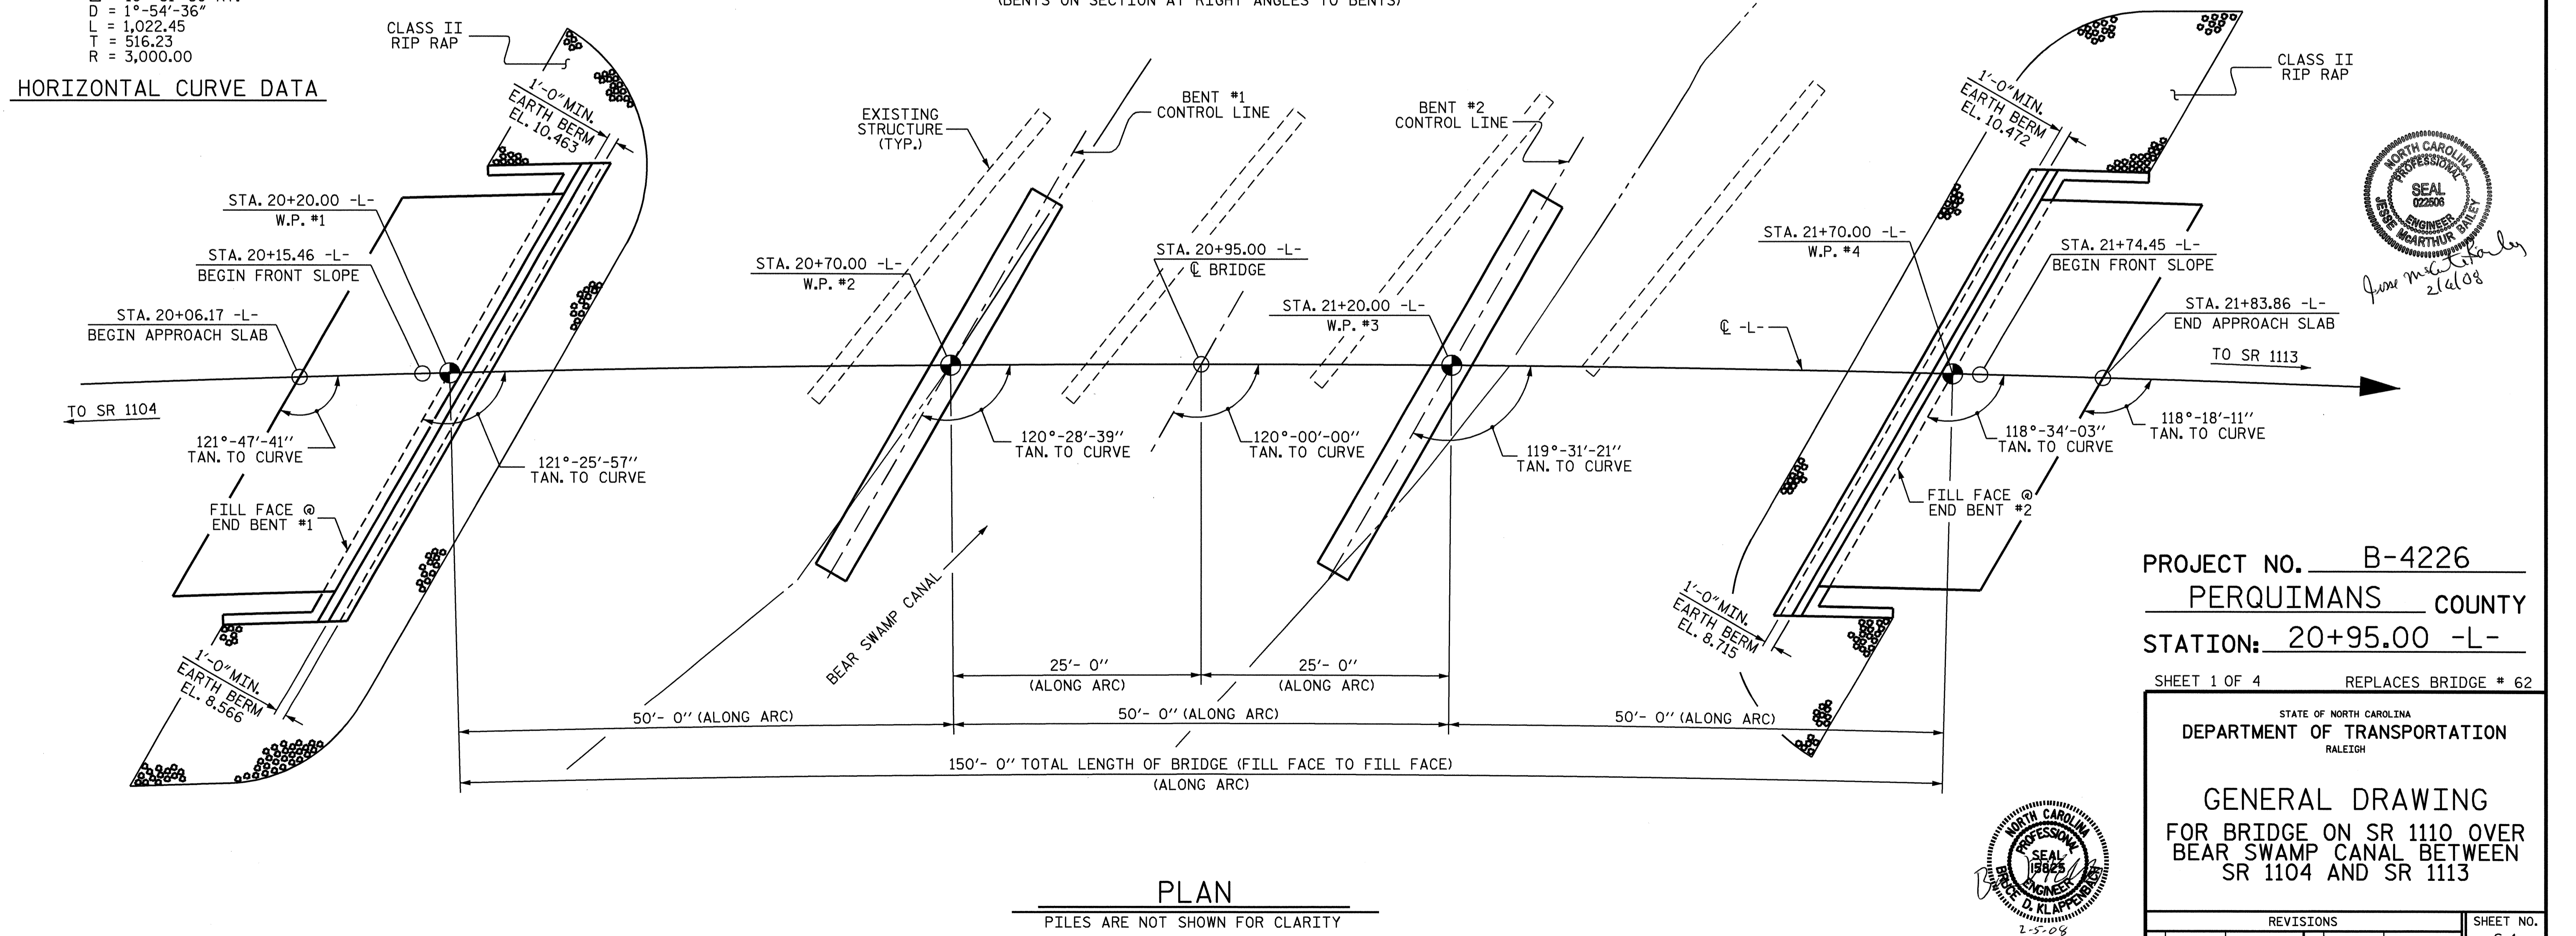 (BENTS ON SECTION AT RIGHT ANGLES TO BENTS)
D = 1°-54'-36"
L = 1,022.45
T = 516.23
R = 3,000.00
HORIZONTAL CURVE DATA
CLASS II
RIP RAP
1'-0" MIN.
EARTH BERM
EL. 10.463
EXISTING
STRUCTURE
(TYP.)
BENT #1
CONTROL LINE
BENT #2
CONTROL LINE
1'-0" MIN.
EARTH BERM
EL. 10.472
CLASS II
RIP RAP
NORTH CAROLINA
PROFESSIONAL
SEAL
022506
ENGINEER
JESSE McARTHUR BAILEY
2/6/08
STA. 20+20.00 -L-
W.P. #1
STA. 20+15.46 -L-
BEGIN FRONT SLOPE
STA. 20+06.17 -L-
BEGIN APPROACH SLAB
STA. 20+70.00 -L-
W.P. #2
STA. 20+95.00 -L-
℄ BRIDGE
STA. 21+20.00 -L-
W.P. #3
℄ -L-
STA. 21+70.00 -L-
W.P. #4
STA. 21+74.45 -L-
BEGIN FRONT SLOPE
STA. 21+83.86 -L-
END APPROACH SLAB
TO SR 1113
TO SR 1104
121°-47'-41"
TAN. TO CURVE
121°-25'-57"
TAN. TO CURVE
120°-28'-39"
TAN. TO CURVE
120°-00'-00"
TAN. TO CURVE
119°-31'-21"
TAN. TO CURVE
118°-34'-03"
TAN. TO CURVE
118°-18'-11"
TAN. TO CURVE
FILL FACE @
END BENT #1
FILL FACE @
END BENT #2
BEAR SWAMP CANAL
1'-0" MIN.
EARTH BERM
EL. 8.566
1'-0" MIN.
EARTH BERM
EL. 8.715
25'- 0"
(ALONG ARC)
25'- 0"
(ALONG ARC)
50'- 0" (ALONG ARC)
50'- 0" (ALONG ARC)
50'- 0" (ALONG ARC)
150'- 0" TOTAL LENGTH OF BRIDGE (FILL FACE TO FILL FACE)
(ALONG ARC)
PLAN
PILES ARE NOT SHOWN FOR CLARITY
NORTH CAROLINA
PROFESSIONAL
SEAL
15825
ENGINEER
BRUCE D. KLAPPENBACH
2-5-08
PROJECT NO. B-4226
PERQUIMANS COUNTY
STATION: 20+95.00 -L-
SHEET 1 OF 4 REPLACES BRIDGE # 62
STATE OF NORTH CAROLINA
DEPARTMENT OF TRANSPORTATION
RALEIGH
GENERAL DRAWING
FOR BRIDGE ON SR 1110 OVER
BEAR SWAMP CANAL BETWEEN
SR 1104 AND SR 1113
REVISIONS
SHEET NO.